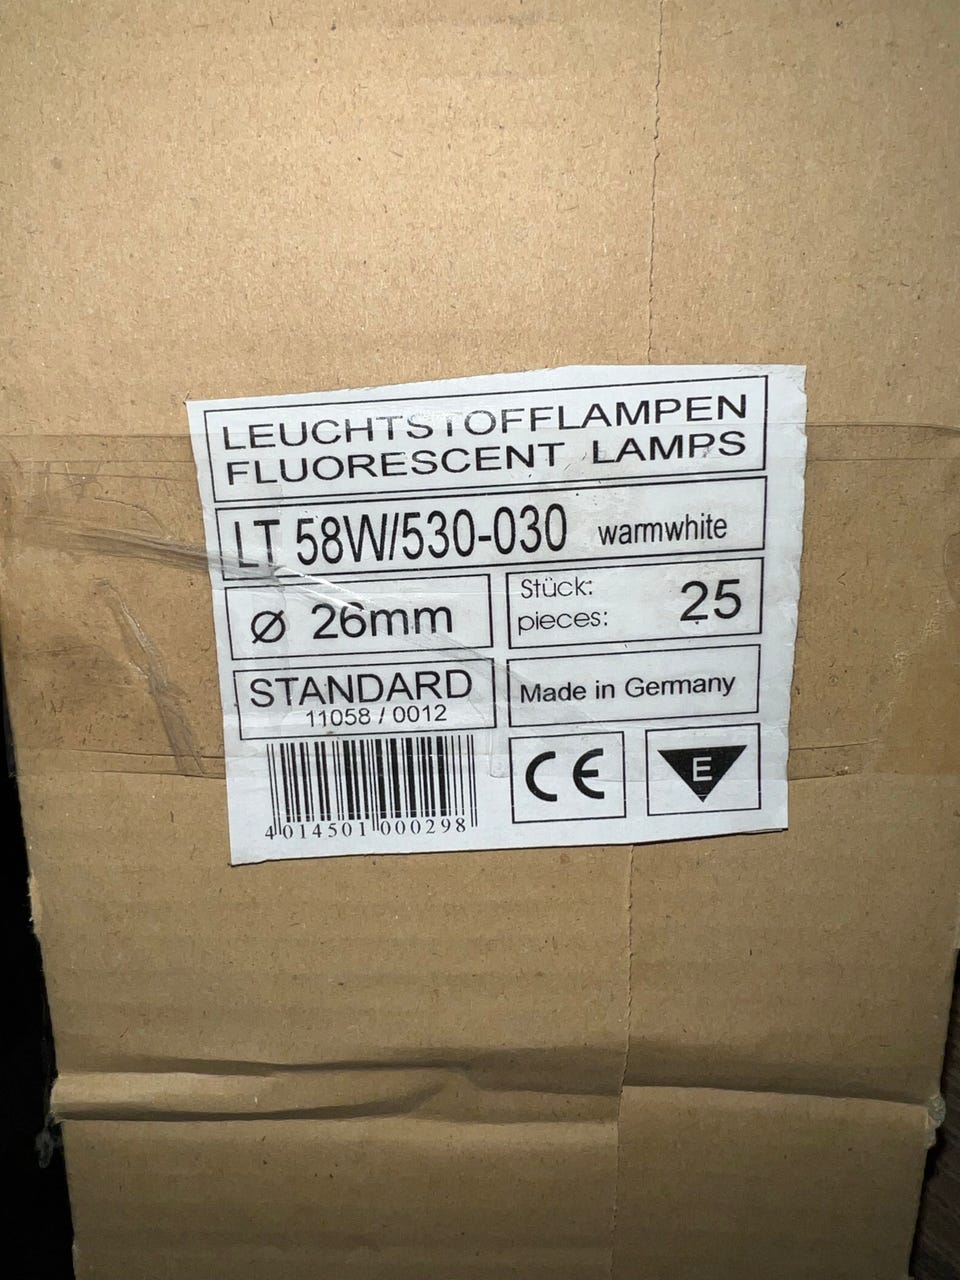 LEUCHTSTOFFLAMPEN
FLUORESCENT LAMPS
LT 58W/530-030 warmwhite
Ø 26mm
Stück:
pieces: 25
STANDARD
11058 / 0012
Made in Germany
4 014501 000298
CE
E